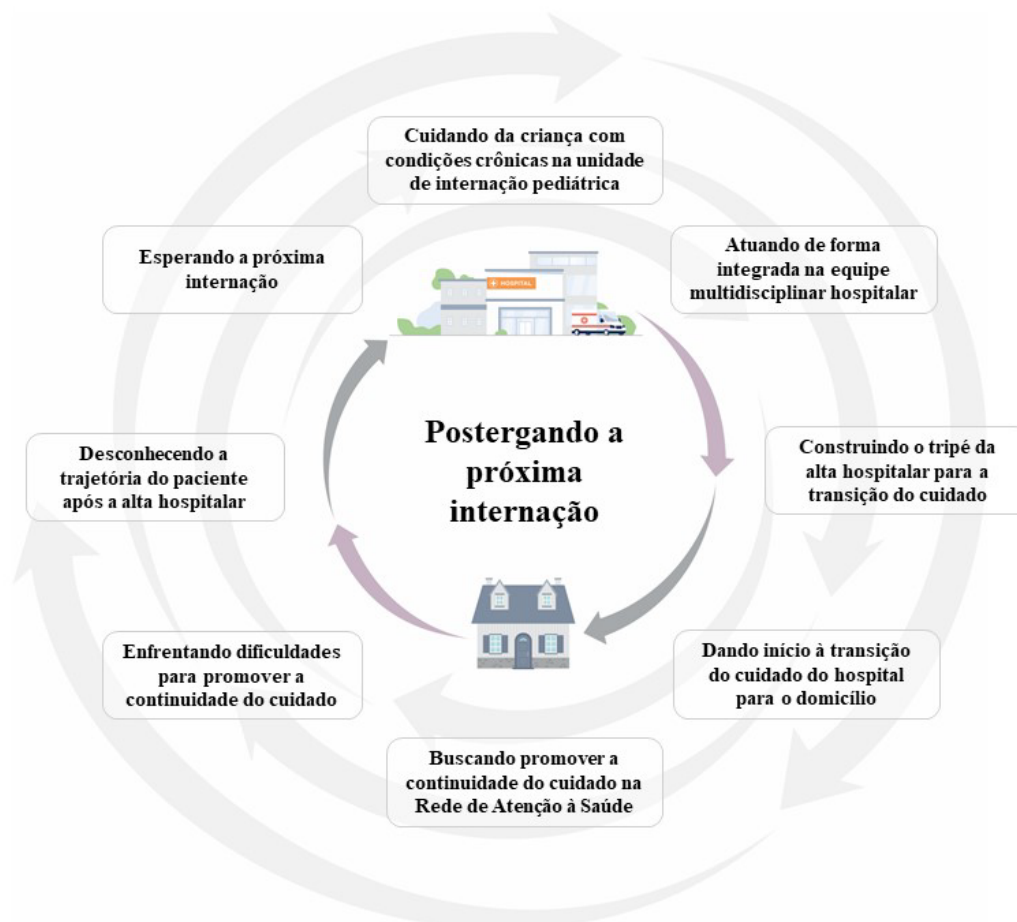 Cuidando da criança com
condições crônicas na unidade
de internação pediátrica
Esperando a próxima
internação
Atuando de forma
integrada na equipe
multidisciplinar hospitalar
HOSPITAL
Postergando a
próxima
internação
Desconhecendo a
trajetória do paciente
após a alta hospitalar
Construindo o tripé da
alta hospitalar para a
transição do cuidado
Enfrentando dificuldades
para promover a
continuidade do cuidado
Dando início à transição
do cuidado do hospital
para o domicílio
Buscando promover a
continuidade do cuidado na
Rede de Atenção à Saúde